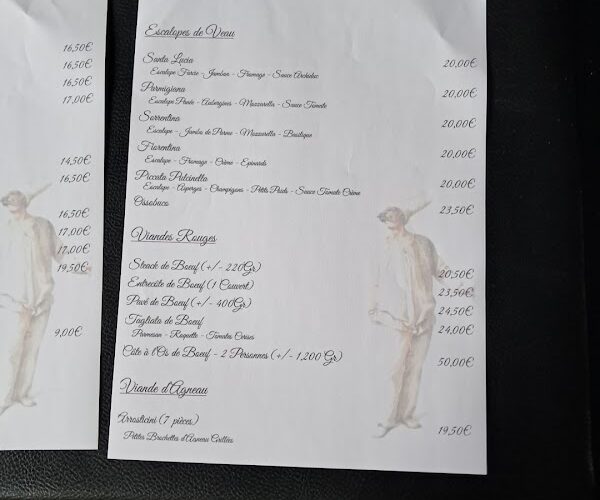 16,50€
16,50€
16,50€
17,00€
14,50€
16,50€
16,50€
17,00€
17,00€
19,50€
9,00€
Escalopes de Veau
Santa Lucia 20,00€
Escalope Farcie - Jambon - Fromage - Sauce Archiduc
Parmigiana 20,00€
Escalope Panée - Aubergines - Mozzarella - Sauce Tomate
Sorrentina 20,00€
Escalope - Jambo de Parme - Mozzarella - Basilique
Fiorentina 20,00€
Escalope - Fromage - Crème - Epinards
Piccata Pulcinella 20,00€
Escalope - Asperges - Champignons - Petits Poids - Sauce Tomate Crème
Ossobuco 23,50€
Viandes Rouges
Steack de Boeuf (+/- 220Gr) 20,50€
Entrecôte de Boeuf (1 Couvert) 23,50€
Pavé de Boeuf (+/- 400Gr) 24,50€
Tagliata de Boeuf 24,00€
Parmesan - Roquette - Tomates Cerises
Côte à l'Os de Boeuf - 2 Personnes (+/- 1,200 Gr) 50,00€
Viande d'Agneau
Arrosticini (7 pièces) 19,50€
Petites Brochettes d'Agneau Grillées